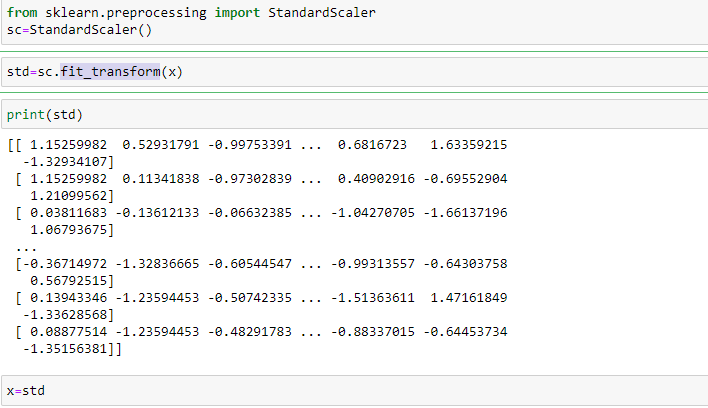 from sklearn.preprocessing import StandardScaler
sc=StandardScaler()
std=sc.fit_transform(x)
print(std)
[[ 1.15259982  0.52931791 -0.99753391 ...  0.6816723   1.63359215
  -1.32934107]
 [ 1.15259982  0.11341838 -0.97302839 ...  0.40902916 -0.69552904
   1.21099562]
 [ 0.03811683 -0.13612133 -0.06632385 ... -1.04270705 -1.66137196
   1.06793675]
 ...
 [-0.36714972 -1.32836665 -0.60544547 ... -0.99313557 -0.64303758
   0.56792515]
 [ 0.13943346 -1.23594453 -0.50742335 ... -1.51363611  1.47161849
  -1.33628568]
 [ 0.08877514 -1.23594453 -0.48291783 ... -0.88337015 -0.64453734
  -1.35156381]]
x=std